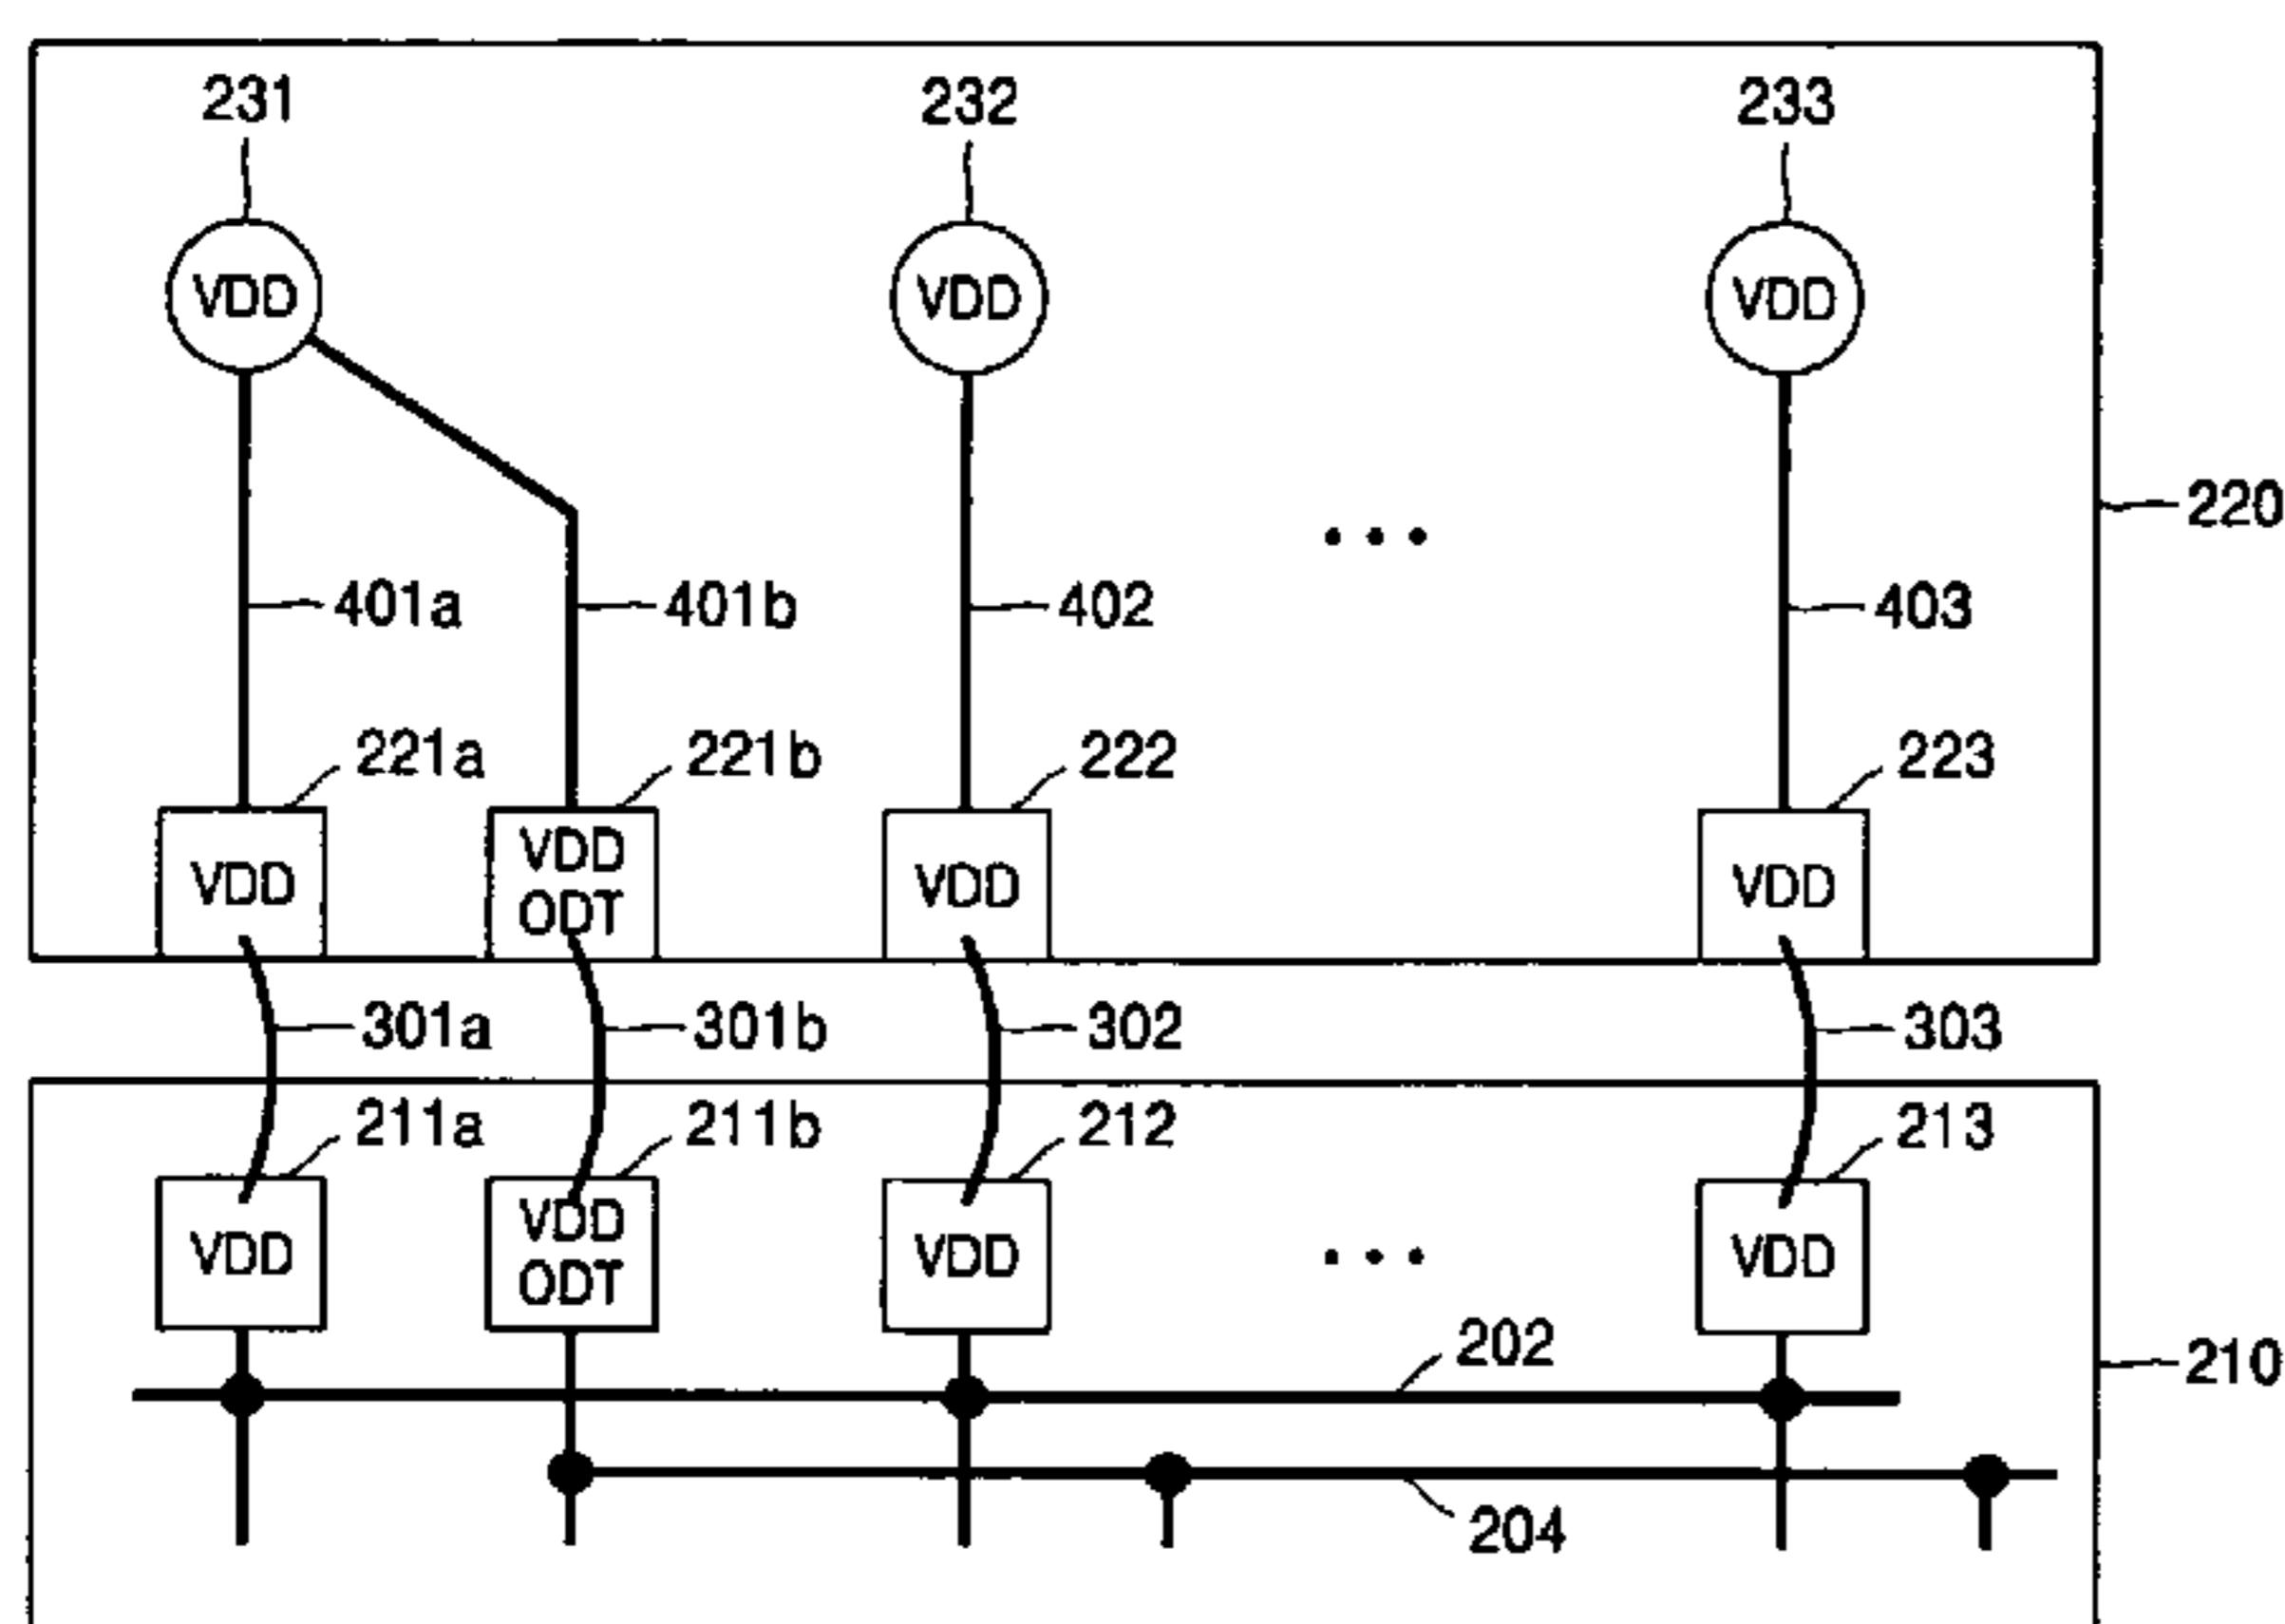 231 232 233
VDD VDD VDD
220
401a 401b 402 403
221a 221b 222 223
VDD VDD ODT VDD VDD
301a 301b 302 303
211a 211b 212 213
VDD VDD ODT VDD VDD
202
210
204